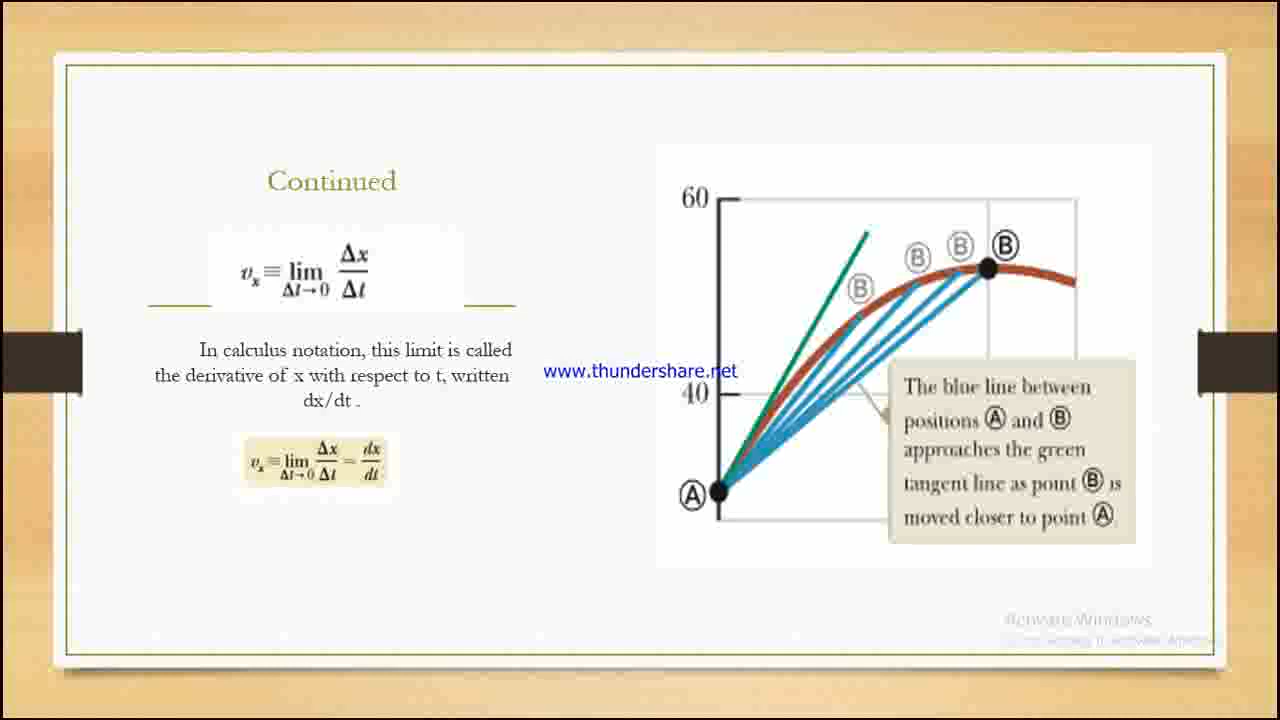 Continued
vₓ ≡ lim Δt→0 Δx/Δt
In calculus notation, this limit is called
the derivative of x with respect to t, written
dx/dt .
vₓ ≡ lim Δt→0 Δx/Δt = dx/dt
www.thundershare.net
60
Ⓑ Ⓑ Ⓑ Ⓑ
40
Ⓐ
The blue line between
positions Ⓐ and Ⓑ
approaches the green
tangent line as point Ⓑ is
moved closer to point Ⓐ
Activate Windows